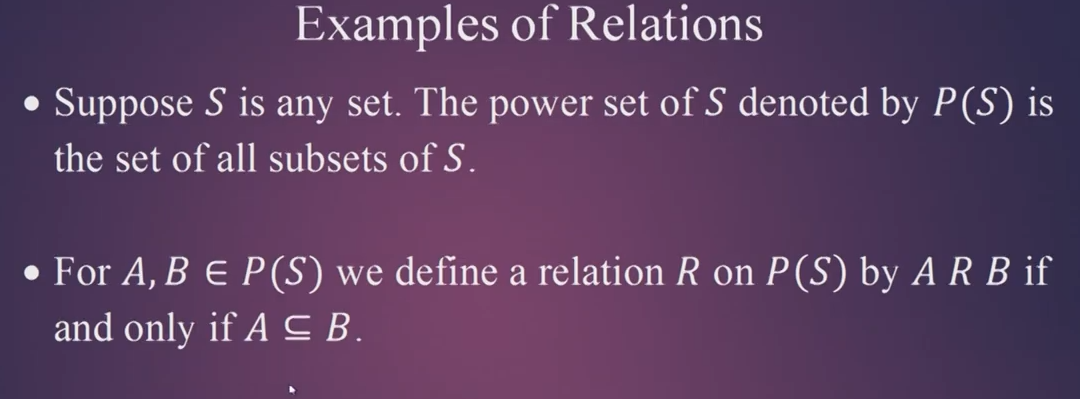 Examples of Relations
• Suppose S is any set. The power set of S denoted by P(S) is
the set of all subsets of S.
• For A, B ∈ P(S) we define a relation R on P(S) by A R B if
and only if A ⊆ B.